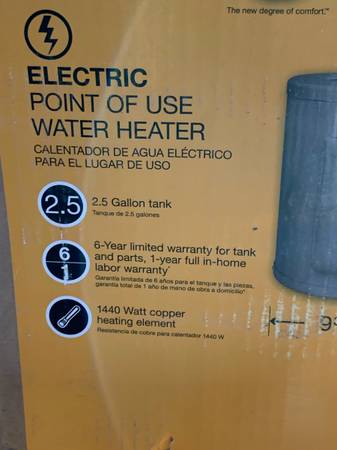 The new degree of comfort.™
ELECTRIC
POINT OF USE
WATER HEATER
CALENTADOR DE AGUA ELÉCTRICO
PARA EL LUGAR DE USO
2.5
2.5 Gallon tank
Tanque de 2.5 galones
6
1
6-Year limited warranty for tank
and parts, 1-year full in-home
labor warranty*
Garantía limitada de 6 años para el tanque y las piezas,
garantía total de 1 año de mano de obra a domicilio*
1440 Watt copper
heating element
Resistencia de cobre para calentador 1440 W